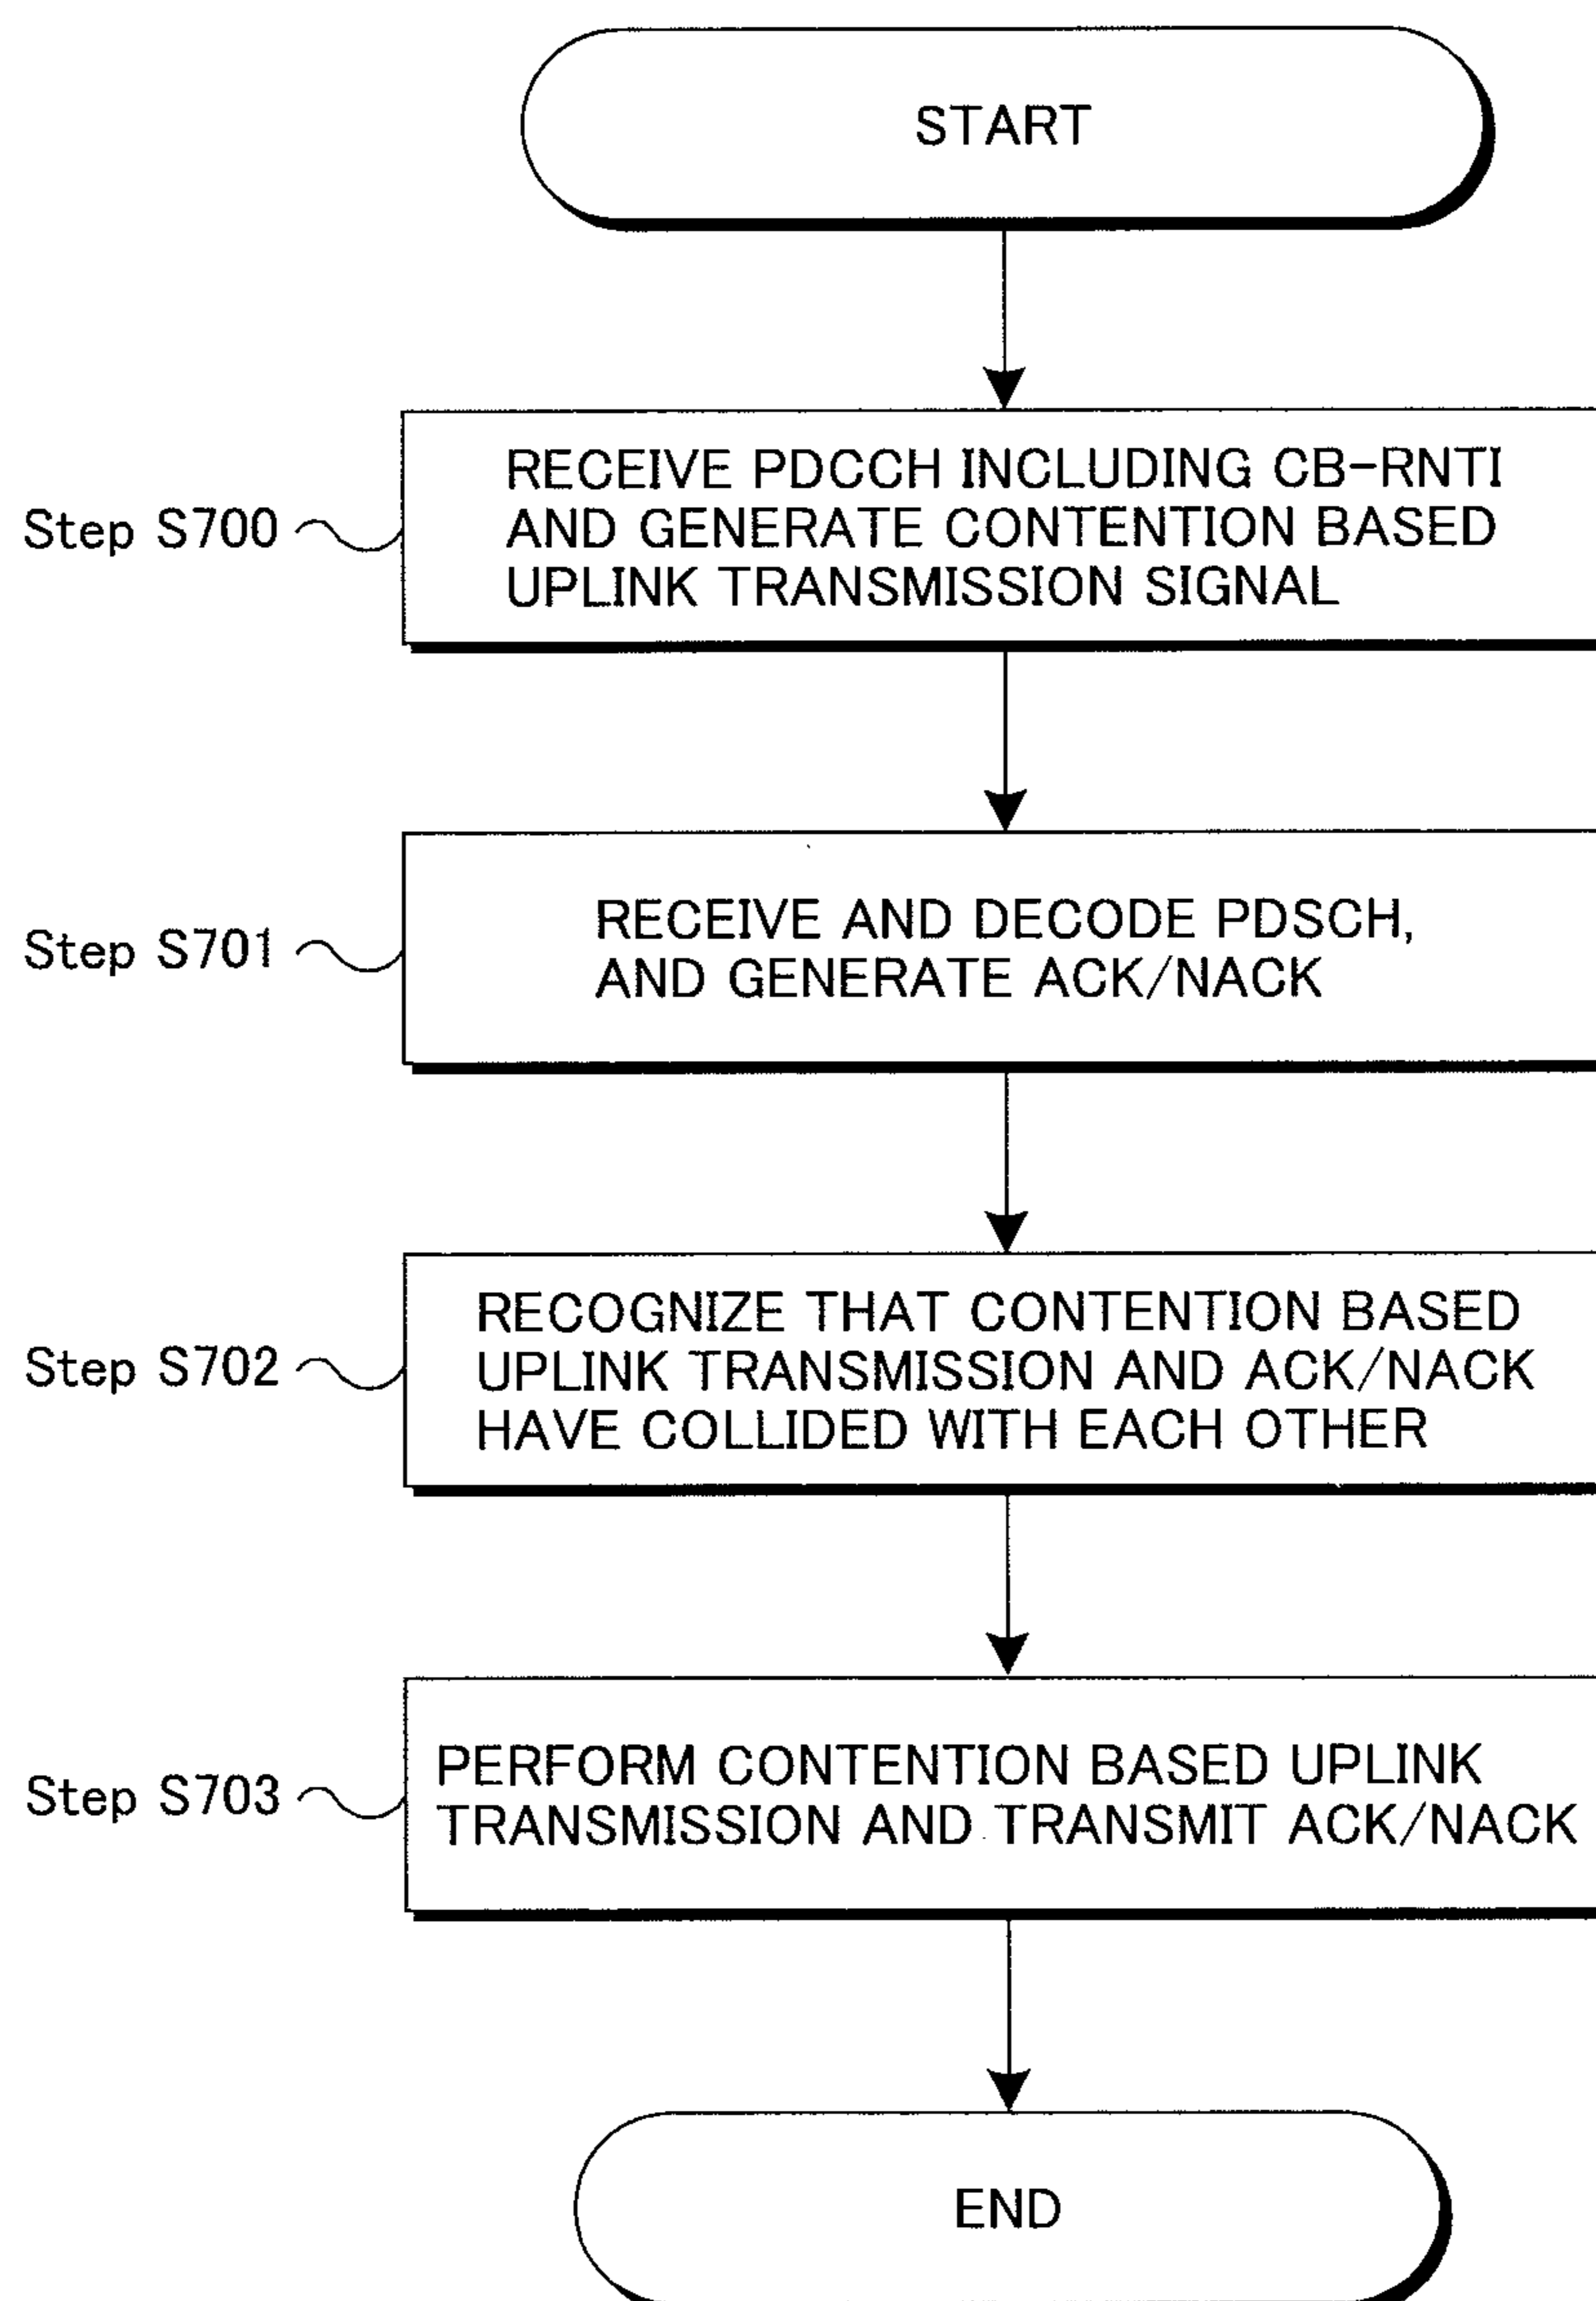 START
Step S700
RECEIVE PDCCH INCLUDING CB-RNTI
AND GENERATE CONTENTION BASED
UPLINK TRANSMISSION SIGNAL
Step S701
RECEIVE AND DECODE PDSCH,
AND GENERATE ACK/NACK
Step S702
RECOGNIZE THAT CONTENTION BASED
UPLINK TRANSMISSION AND ACK/NACK
HAVE COLLIDED WITH EACH OTHER
Step S703
PERFORM CONTENTION BASED UPLINK
TRANSMISSION AND TRANSMIT ACK/NACK
END